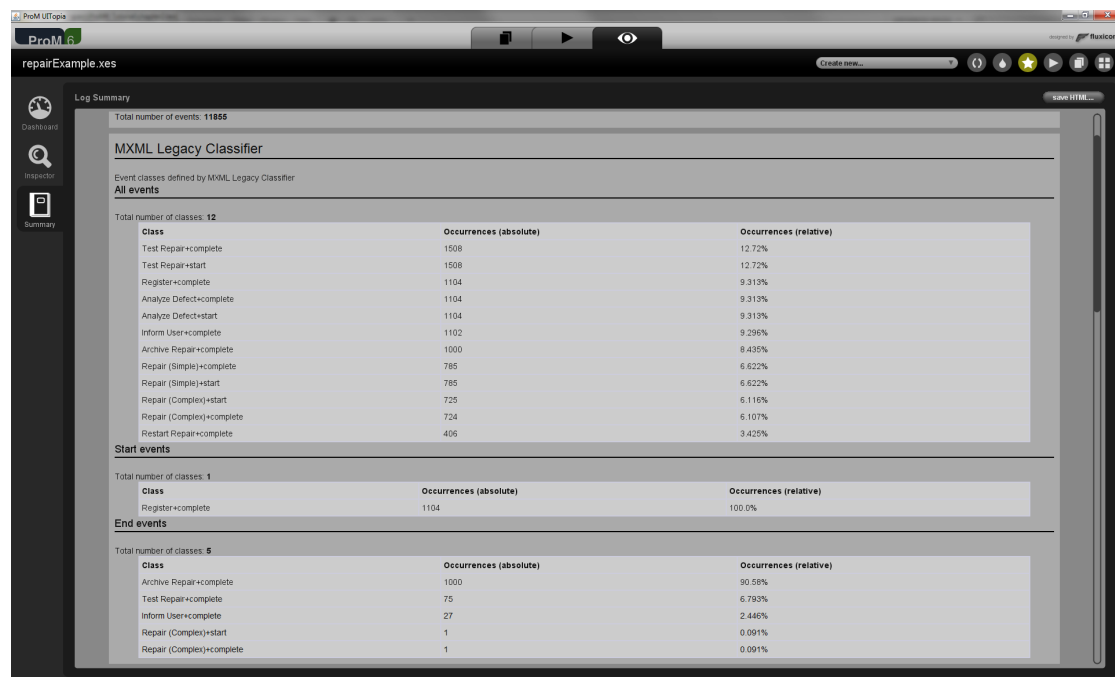 ProM UITopia
ProM 6
designed by fluxicon
repairExample.xes
Create new...
Dashboard
Inspector
Summary
Log Summary
save HTML...
Total number of events: 11855
MXML Legacy Classifier
Event classes defined by MXML Legacy Classifier
All events
Total number of classes: 12
Class Occurrences (absolute) Occurrences (relative)
Test Repair+complete 1508 12.72%
Test Repair+start 1508 12.72%
Register+complete 1104 9.313%
Analyze Defect+complete 1104 9.313%
Analyze Defect+start 1104 9.313%
Inform User+complete 1102 9.296%
Archive Repair+complete 1000 8.435%
Repair (Simple)+complete 785 6.622%
Repair (Simple)+start 785 6.622%
Repair (Complex)+start 725 6.116%
Repair (Complex)+complete 724 6.107%
Restart Repair+complete 406 3.425%
Start events
Total number of classes: 1
Class Occurrences (absolute) Occurrences (relative)
Register+complete 1104 100.0%
End events
Total number of classes: 5
Class Occurrences (absolute) Occurrences (relative)
Archive Repair+complete 1000 90.58%
Test Repair+complete 75 6.793%
Inform User+complete 27 2.446%
Repair (Complex)+start 1 0.091%
Repair (Complex)+complete 1 0.091%